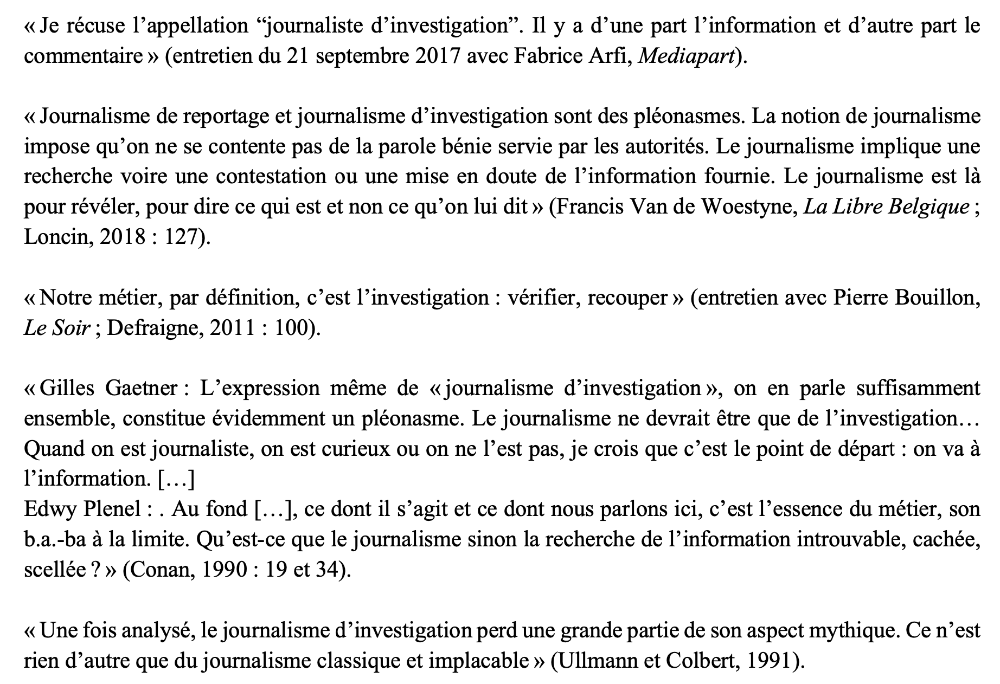 « Je récuse l’appellation “journaliste d’investigation”. Il y a d’une part l’information et d’autre part le
commentaire » (entretien du 21 septembre 2017 avec Fabrice Arfi, Mediapart).
« Journalisme de reportage et journalisme d’investigation sont des pléonasmes. La notion de journalisme
impose qu’on ne se contente pas de la parole bénie servie par les autorités. Le journalisme implique une
recherche voire une contestation ou une mise en doute de l’information fournie. Le journalisme est là
pour révéler, pour dire ce qui est et non ce qu’on lui dit » (Francis Van de Woestyne, La Libre Belgique ;
Loncin, 2018 : 127).
« Notre métier, par définition, c’est l’investigation : vérifier, recouper » (entretien avec Pierre Bouillon,
Le Soir ; Defraigne, 2011 : 100).
« Gilles Gaetner : L’expression même de « journalisme d’investigation », on en parle suffisamment
ensemble, constitue évidemment un pléonasme. Le journalisme ne devrait être que de l’investigation…
Quand on est journaliste, on est curieux ou on ne l’est pas, je crois que c’est le point de départ : on va à
l’information. […]
Edwy Plenel : . Au fond […], ce dont il s’agit et ce dont nous parlons ici, c’est l’essence du métier, son
b.a.-ba à la limite. Qu’est-ce que le journalisme sinon la recherche de l’information introuvable, cachée,
scellée ? » (Conan, 1990 : 19 et 34).
« Une fois analysé, le journalisme d’investigation perd une grande partie de son aspect mythique. Ce n’est
rien d’autre que du journalisme classique et implacable » (Ullmann et Colbert, 1991).